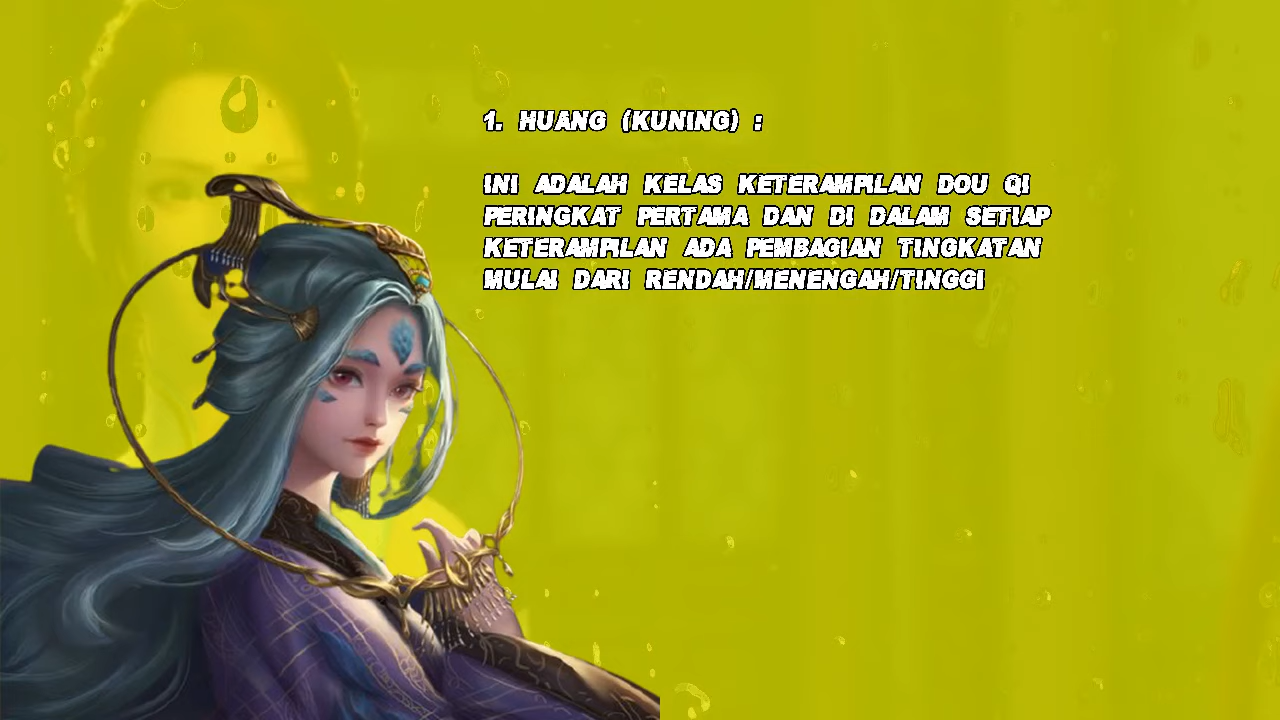 1. HUANG (KUNING) :
INI ADALAH KELAS KETERAMPILAN DOU QI
PERINGKAT PERTAMA DAN DI DALAM SETIAP
KETERAMPILAN ADA PEMBAGIAN TINGKATAN
MULAI DARI RENDAH/MENENGAH/TINGGI